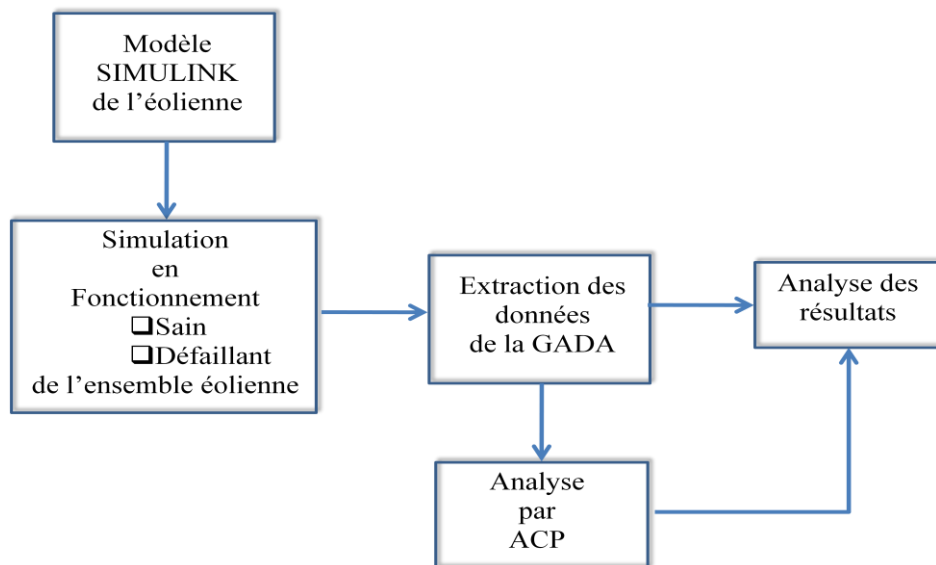 Modèle
SIMULINK
de l’éolienne
Simulation
en
Fonctionnement
❑Sain
❑Défaillant
de l’ensemble éolienne
Extraction des
données
de la GADA
Analyse des
résultats
Analyse
par
ACP